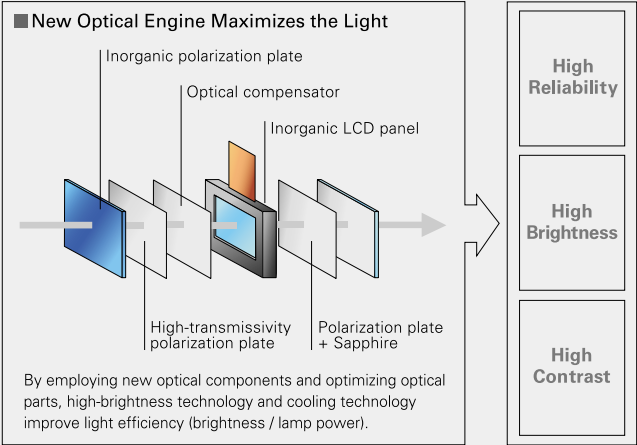 New Optical Engine Maximizes the Light
Inorganic polarization plate
Optical compensator
Inorganic LCD panel
High-transmissivity
polarization plate
Polarization plate
+ Sapphire
By employing new optical components and optimizing optical
parts, high-brightness technology and cooling technology
improve light efficiency (brightness / lamp power).
High
Reliability
High
Brightness
High
Contrast